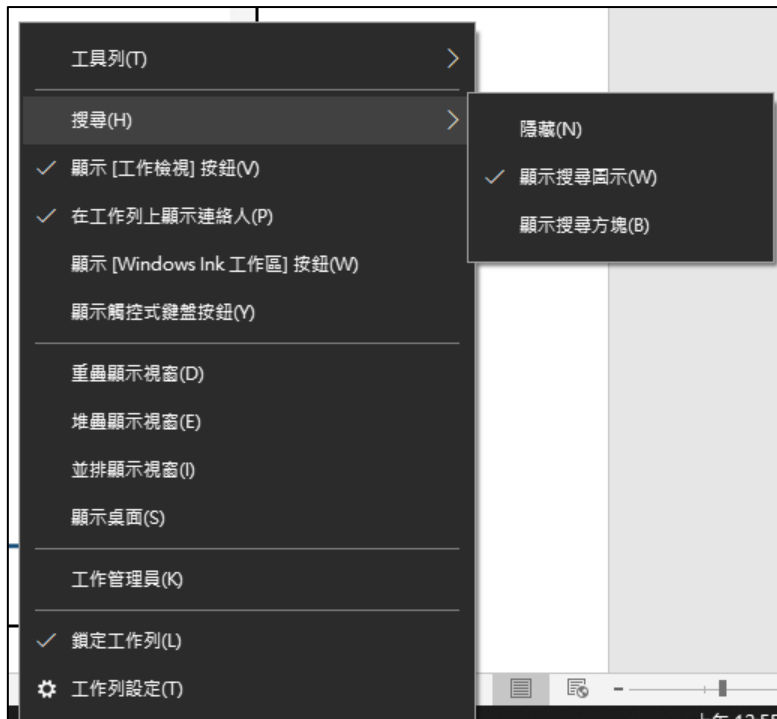 工具列(T)
搜尋(H)
隱藏(N)
顯示 [工作檢視] 按鈕(V)
顯示搜尋圖示(W)
在工作列上顯示連絡人(P)
顯示搜尋方塊(B)
顯示 [Windows Ink 工作區] 按鈕(W)
顯示觸控式鍵盤按鈕(Y)
重疊顯示視窗(D)
堆疊顯示視窗(E)
並排顯示視窗(I)
顯示桌面(S)
工作管理員(K)
鎖定工作列(L)
工作列設定(T)